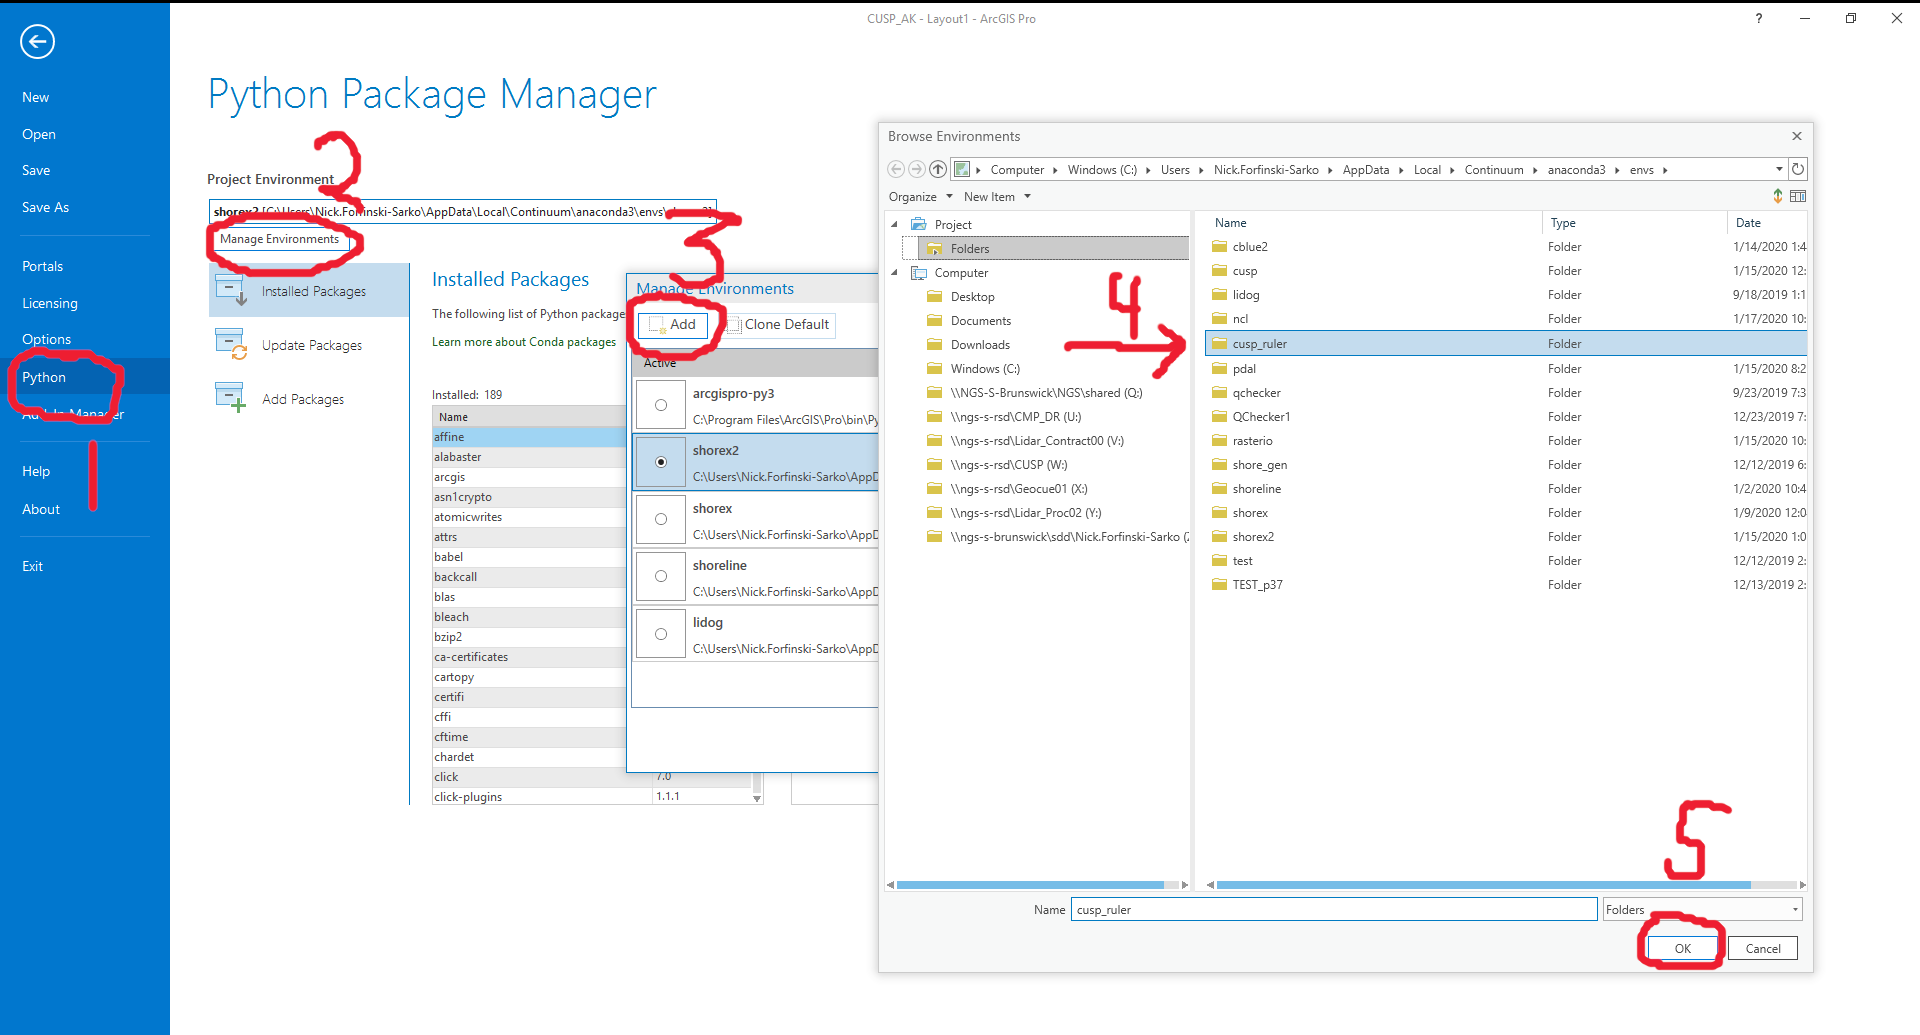 CUSP_AK - Layout1 - ArcGIS Pro
?
New
Open
Save
Save As
Portals
Licensing
Options
Python
Add-In Manager
Help
About
Exit
1
Python Package Manager
2
Project Environment
shorex2 [C:\Users\Nick.Forfinski-Sarko\AppData\Local\Continuum\anaconda3\envs\
Manage Environments
Installed Packages
Update Packages
Add Packages
Installed Packages
The following list of Python package
Learn more about Conda packages
Installed: 189
Name
affine
alabaster
arcgis
asn1crypto
atomicwrites
attrs
babel
backcall
blas
bleach
bzip2
ca-certificates
cartopy
certifi
cffi
cftime
chardet
click 7.0
click-plugins 1.1.1
3
Manage Environments
Add Clone Default
Active
arcgispro-py3
C:\Program Files\ArcGIS\Pro\bin\Py
shorex2
C:\Users\Nick.Forfinski-Sarko\AppD
shorex
C:\Users\Nick.Forfinski-Sarko\AppD
shoreline
C:\Users\Nick.Forfinski-Sarko\AppD
lidog
C:\Users\Nick.Forfinski-Sarko\AppD
Browse Environments
Computer Windows (C:) Users Nick.Forfinski-Sarko AppData Local Continuum anaconda3 envs
Organize New Item
Project
Folders
Computer
Desktop
Documents
Downloads
Windows (C:)
\\NGS-S-Brunswick\NGS\shared (Q:)
\\ngs-s-rsd\CMP_DR (U:)
\\ngs-s-rsd\Lidar_Contract00 (V:)
\\ngs-s-rsd\CUSP (W:)
\\ngs-s-rsd\Geocue01 (X:)
\\ngs-s-rsd\Lidar_Proc02 (Y:)
\\ngs-s-brunswick\sdd\Nick.Forfinski-Sarko (Z
4
Name Type Date
cblue2 Folder 1/14/2020 1:4
cusp Folder 1/15/2020 12:
lidog Folder 9/18/2019 1:1
ncl Folder 1/17/2020 10:
cusp_ruler Folder
pdal Folder 1/15/2020 8:2
qchecker Folder 9/23/2019 7:3
QChecker1 Folder 12/23/2019 7:
rasterio Folder 1/15/2020 10:
shore_gen Folder 12/12/2019 6:
shoreline Folder 1/2/2020 10:4
shorex Folder 1/9/2020 12:0
shorex2 Folder 1/15/2020 1:0
test Folder 12/12/2019 2:
TEST_p37 Folder 12/13/2019 2:
5
Name cusp_ruler Folders
OK Cancel